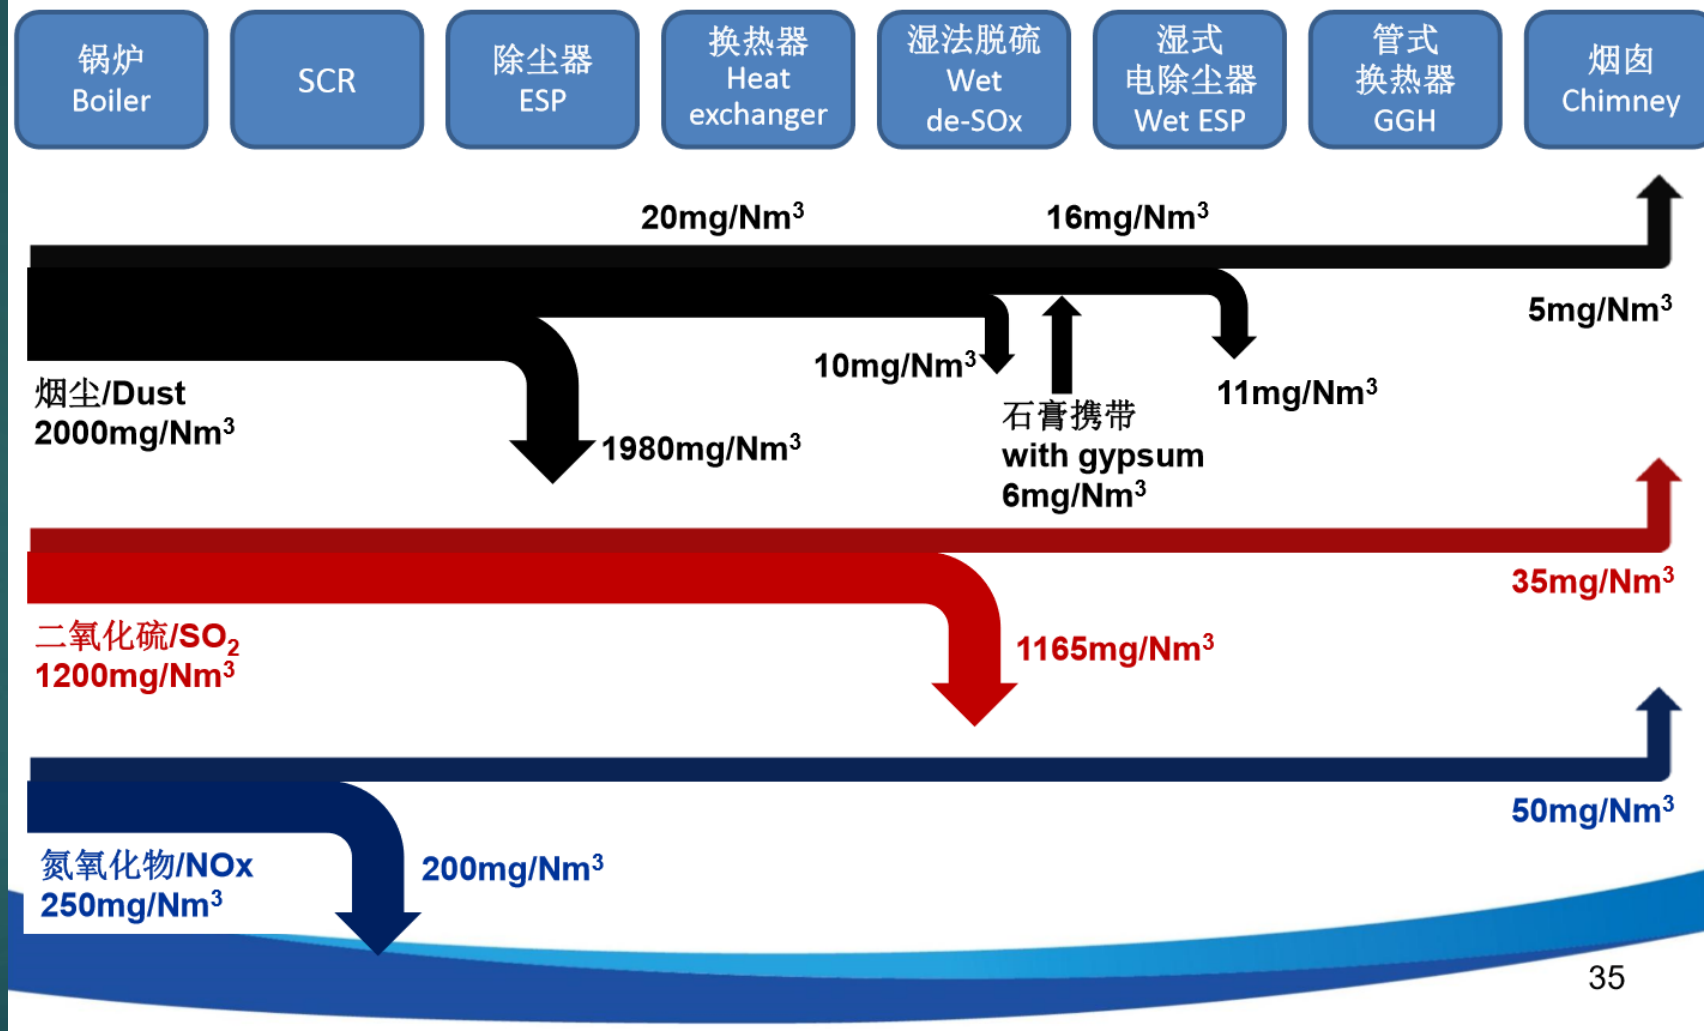 锅炉
Boiler
SCR
除尘器
ESP
换热器
Heat
exchanger
湿法脱硫
Wet
de-SOx
湿式
电除尘器
Wet ESP
管式
换热器
GGH
烟囱
Chimney
20mg/Nm³
16mg/Nm³
5mg/Nm³
10mg/Nm³
11mg/Nm³
烟尘/Dust
2000mg/Nm³
1980mg/Nm³
石膏携带
with gypsum
6mg/Nm³
35mg/Nm³
二氧化硫/SO₂
1200mg/Nm³
1165mg/Nm³
50mg/Nm³
氮氧化物/NOx
250mg/Nm³
200mg/Nm³
35